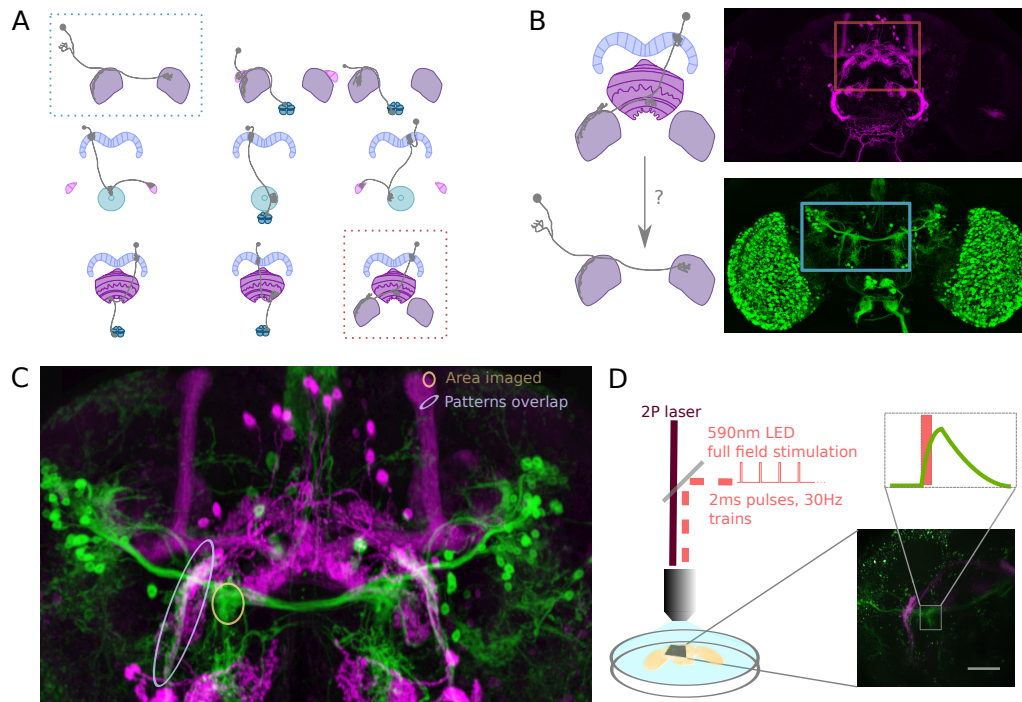 A
B
?
C
Area imaged
Patterns overlap
D
2P laser
590nm LED
full field stimulation
2ms pulses, 30Hz
trains